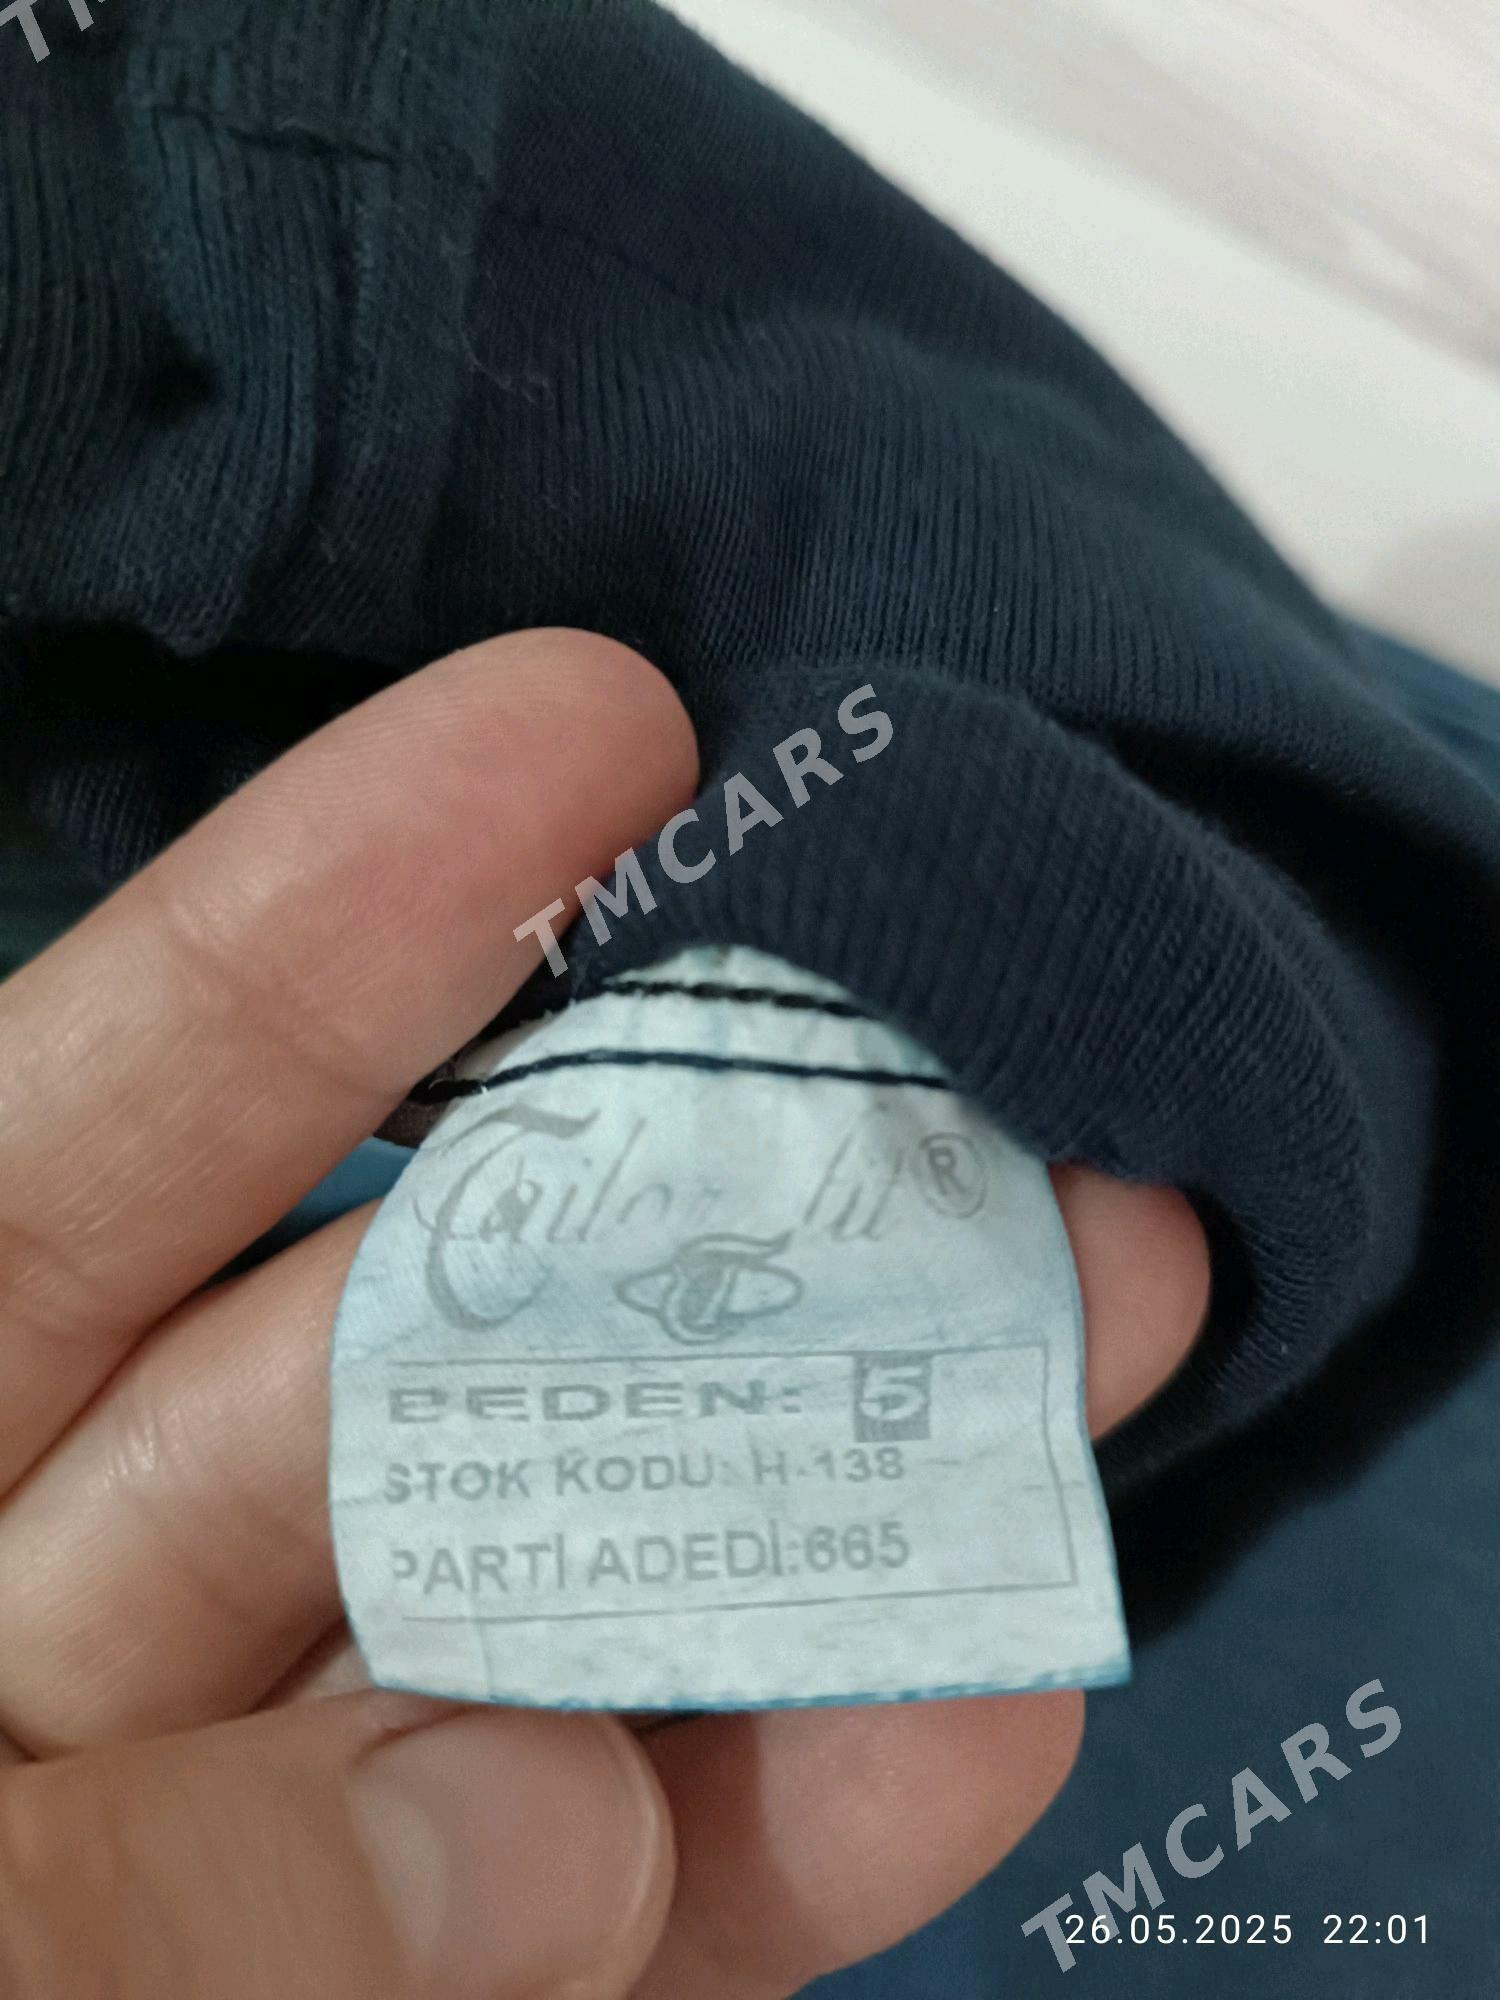 TMCARS
Tailor fit ®
T
BEDEN: 5
STOK KODU: H-138
PARTİ ADEDİ:665
TMCARS
26.05.2025 22:01